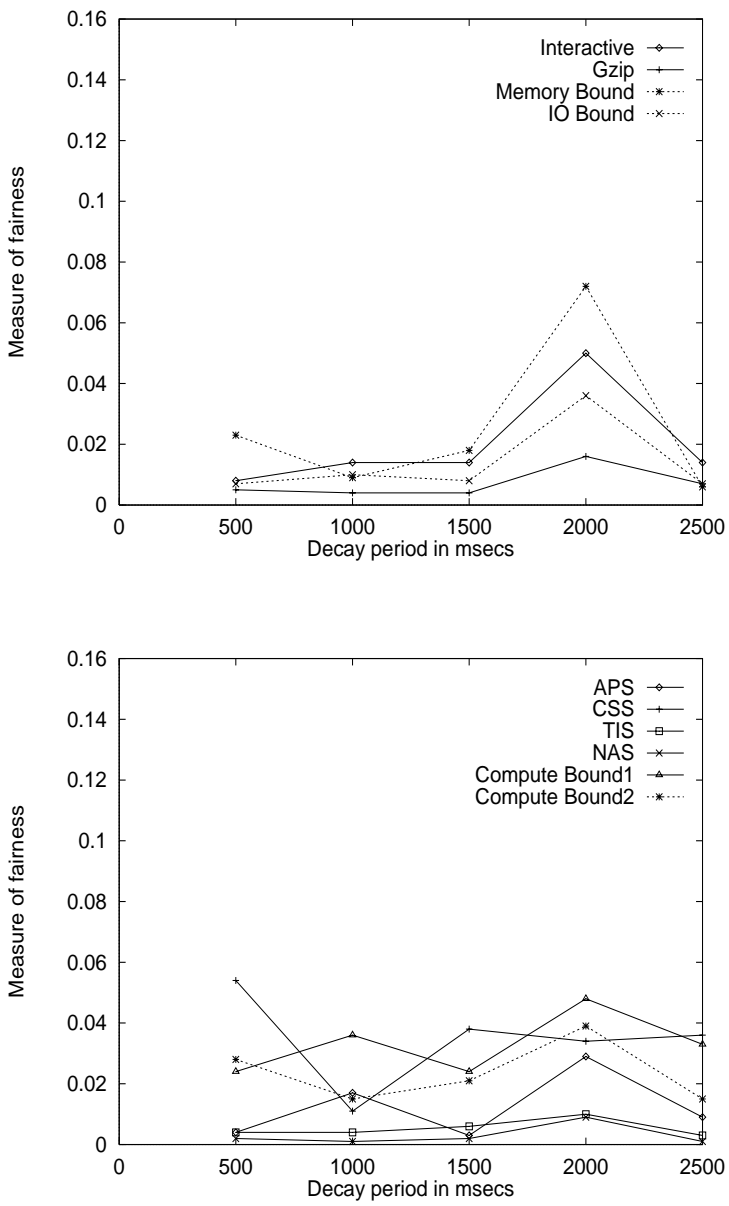 0.16
0.14
0.12
0.1
0.08
0.06
0.04
0.02
0
Measure of fairness
Interactive
Gzip
Memory Bound
IO Bound
0 500 1000 1500 2000 2500
Decay period in msecs
0.16
0.14
0.12
0.1
0.08
0.06
0.04
0.02
0
Measure of fairness
APS
CSS
TIS
NAS
Compute Bound1
Compute Bound2
0 500 1000 1500 2000 2500
Decay period in msecs